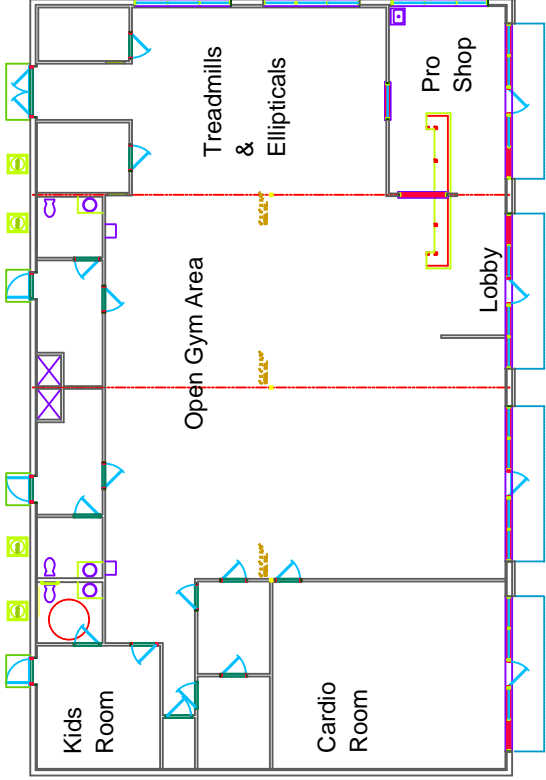 Kids
Room
Open Gym Area
Treadmills
&
Ellipticals
Cardio
Room
Pro
Shop
Lobby